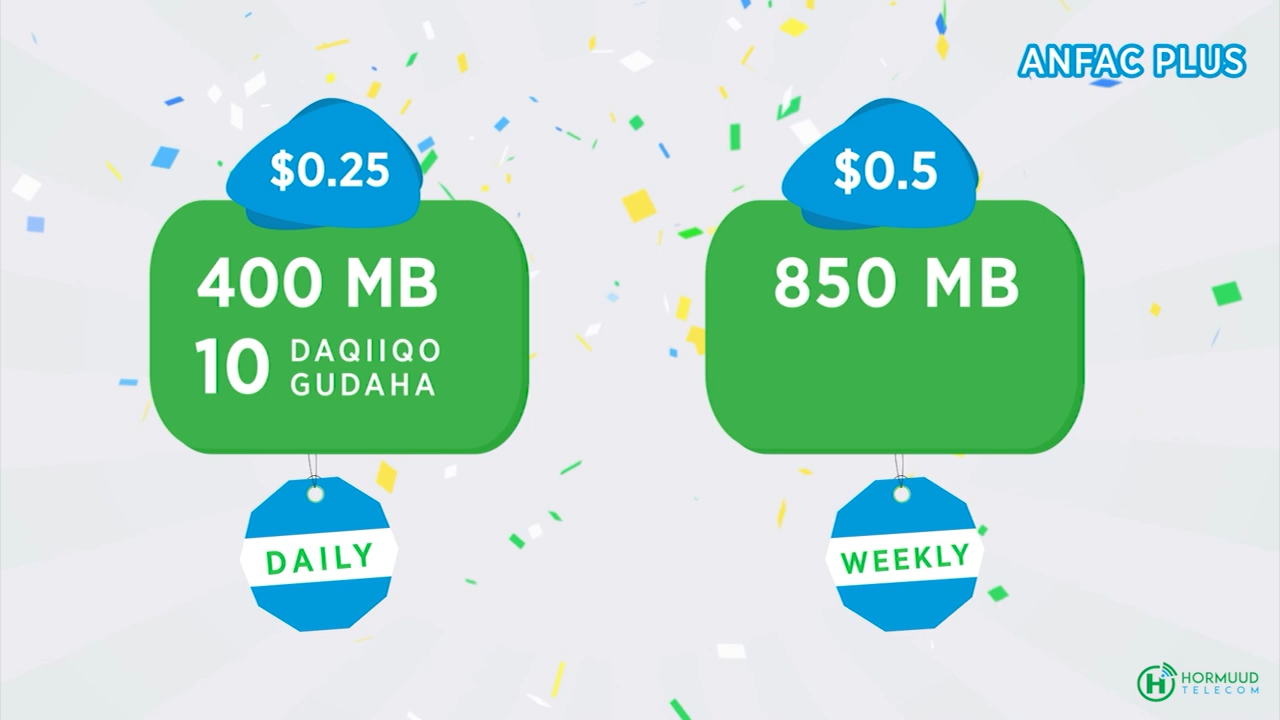 ANFAC PLUS
$0.25
400 MB
10 DAQIIQO
GUDAHA
DAILY
$0.5
850 MB
WEEKLY
HORMUUD
TELECOM